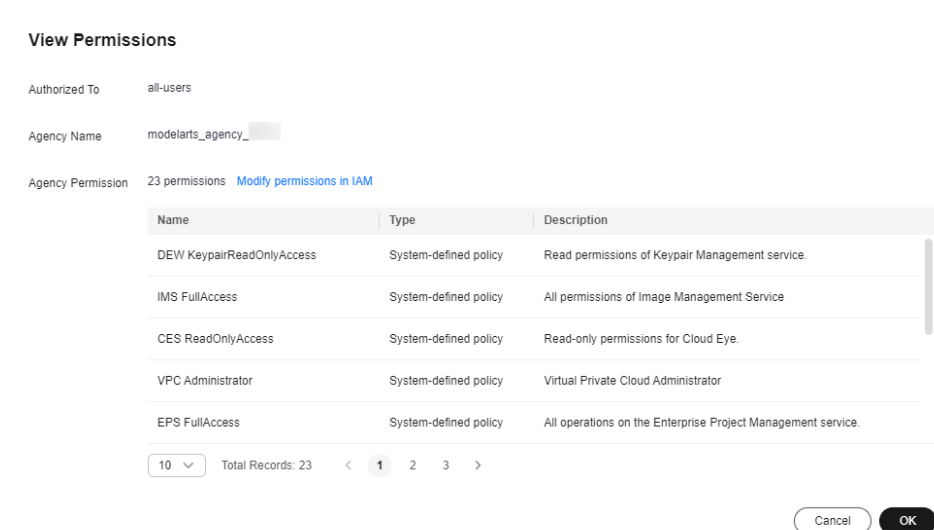 View Permissions
Authorized To all-users
Agency Name modelarts_agency_
Agency Permission 23 permissions Modify permissions in IAM
Name Type Description
DEW KeypairReadOnlyAccess System-defined policy Read permissions of Keypair Management service.
IMS FullAccess System-defined policy All permissions of Image Management Service
CES ReadOnlyAccess System-defined policy Read-only permissions for Cloud Eye.
VPC Administrator System-defined policy Virtual Private Cloud Administrator
EPS FullAccess System-defined policy All operations on the Enterprise Project Management service.
10 Total Records: 23 < 1 2 3 >
Cancel OK